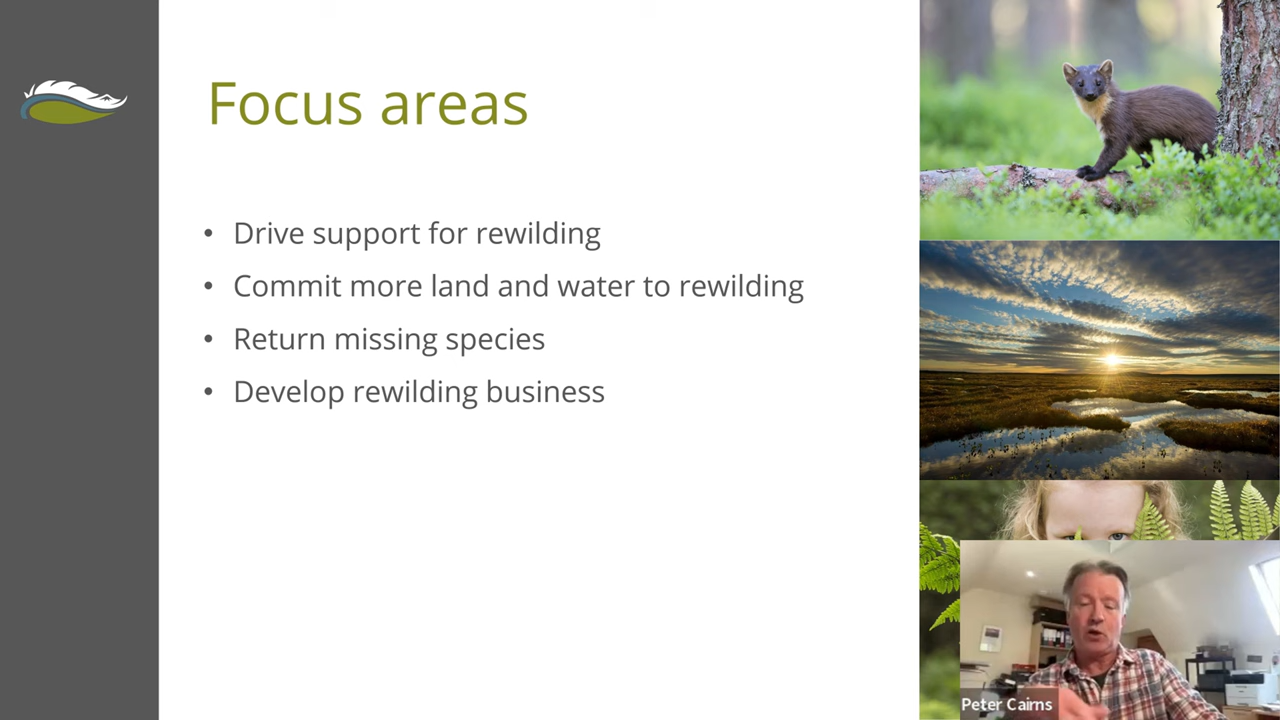 Focus areas
• Drive support for rewilding
• Commit more land and water to rewilding
• Return missing species
• Develop rewilding business
Peter Cairns